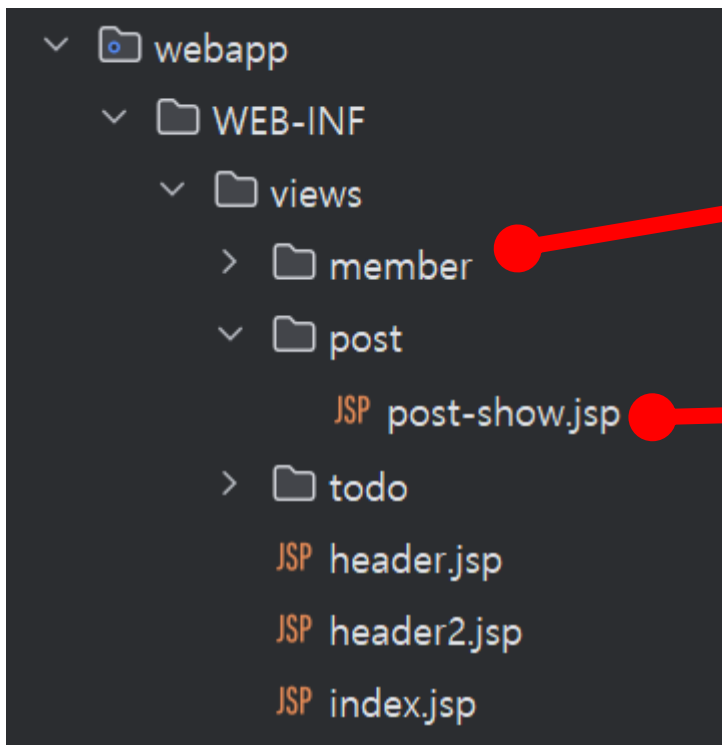 webapp
WEB-INF
views
member
post
JSP post-show.jsp
todo
JSP header.jsp
JSP header2.jsp
JSP index.jsp